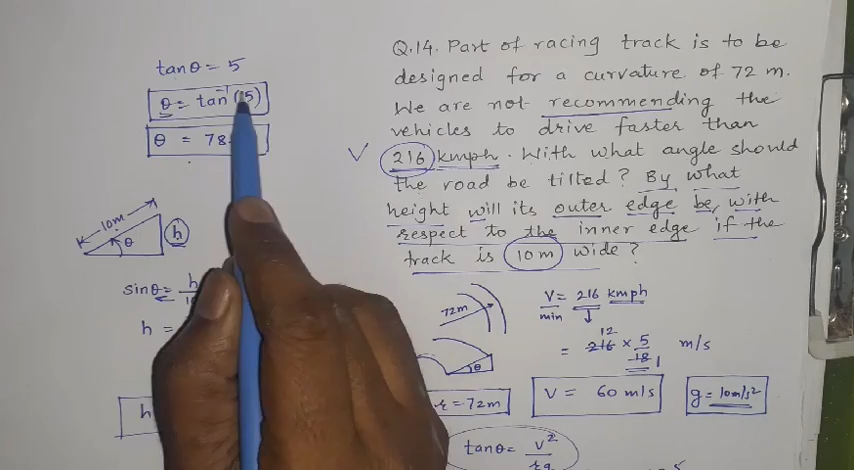 tanθ = 5
θ = tan⁻¹(5)
θ = 78
10m
θ
h
sinθ = h
h =
h
Q.14. Part of racing track is to be
designed for a curvature of 72 m.
We are not recommending the
vehicles to drive faster than
216 kmph. With what angle should
the road be tilted? By what
height will its outer edge be, with
respect to the inner edge if the
track is 10m wide?
72m
V = 216 kmph
min
12
= 216 × 5 m/s
18 1
θ
r = 72m
V = 60 m/s
g = 10m/s²
tanθ = V²
rg